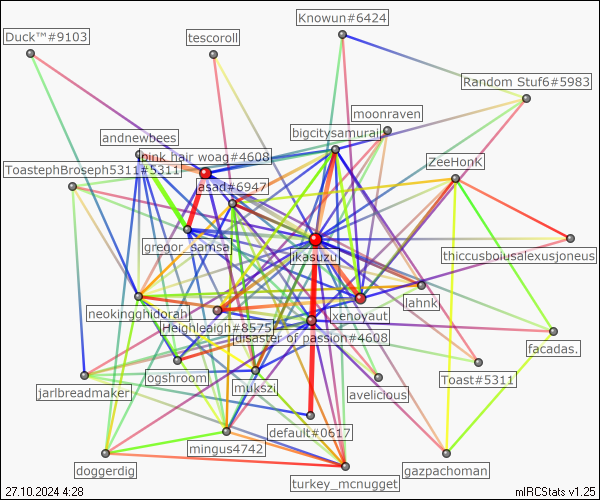 Knowun#6424
Duck™#9103
tescoroll
Random Stuf6#5983
moonraven
bigcitysamurai
andnewbees
pink hair woag#4608
ZeeHonK
ToastephBroseph5311#5311
asad#6947
gregor_samsa
ikasuzu
thiccusboiusalexusjoneus
lahnk
neokingghidorah
xenoyaut
Heighleaigh#8575
disaster of passion#4608
facadas.
ogshroom
Toast#5311
mukszi
jarlbreadmaker
avelicious
default#0617
mingus4742
doggerdig
gazpachoman
turkey_mcnugget
27.10.2024 4:28
mIRCStats v1.25